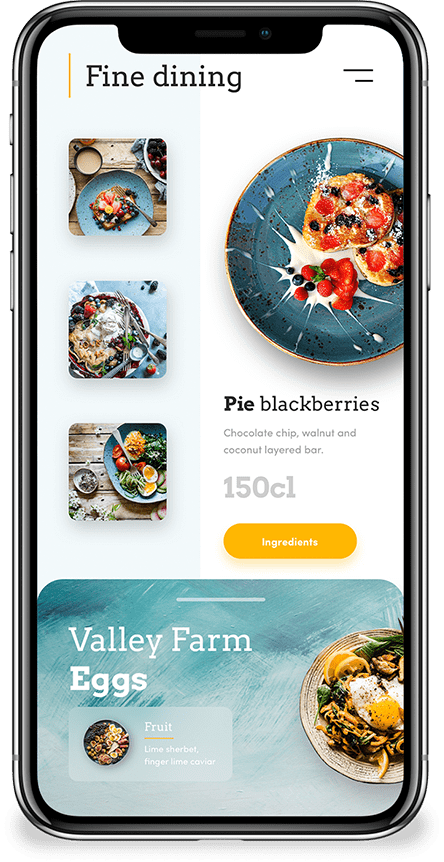 Fine dining
Pie blackberries
Chocolate chip, walnut and
coconut layered bar.
150cl
Ingredients
Valley Farm
Eggs
Fruit
Lime sherbet,
finger lime caviar